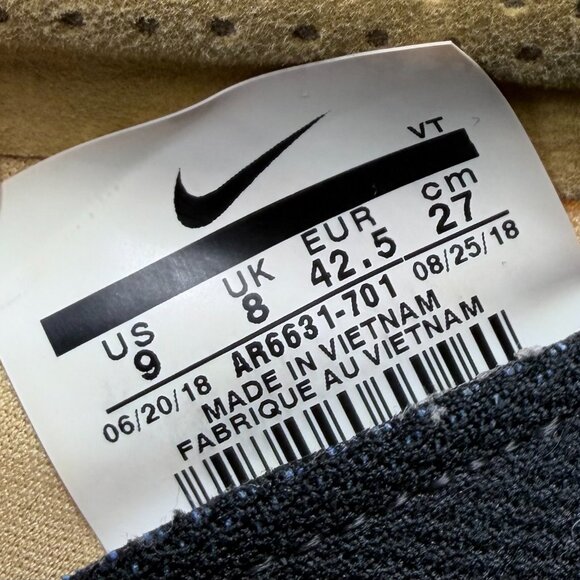 VT
US UK EUR cm
9 8 42.5 27
06/20/18 AR6631-701 08/25/18
MADE IN VIETNAM
FABRIQUE AU VIETNAM